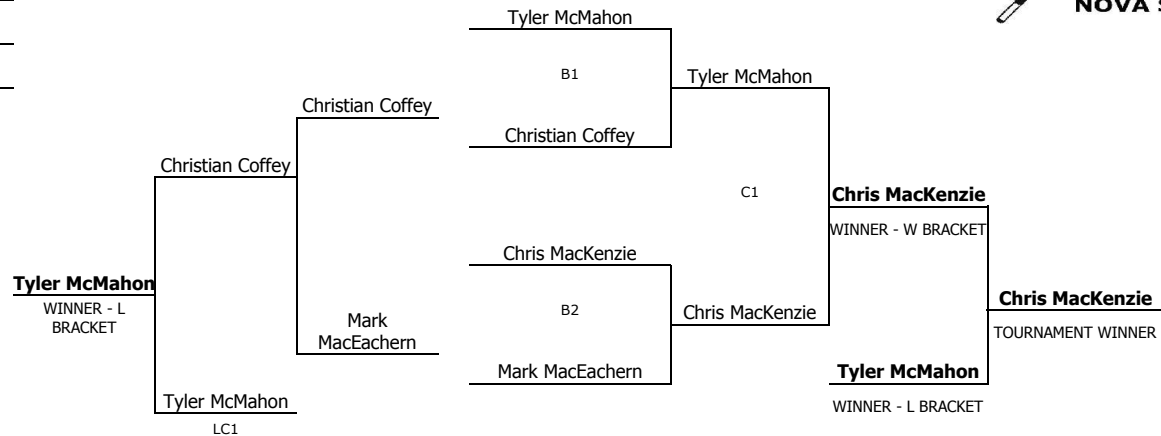 NOVA
Tyler McMahon
B1
Tyler McMahon
Christian Coffey
Christian Coffey
Christian Coffey
C1
Chris MacKenzie
WINNER - W BRACKET
Chris MacKenzie
Tyler McMahon
WINNER - L
BRACKET
B2
Chris MacKenzie
Mark
MacEachern
Chris MacKenzie
TOURNAMENT WINNER
Mark MacEachern
Tyler McMahon
WINNER - L BRACKET
Tyler McMahon
LC1